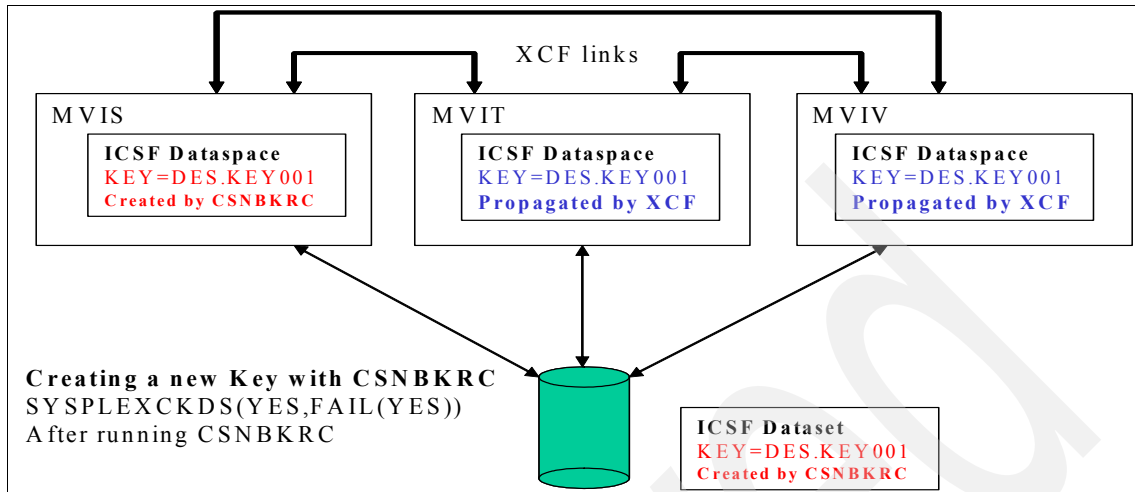 XCF links
MVIS
ICSF Dataspace
KEY=DES.KEY001
Created by CSNBKRC
MVIT
ICSF Dataspace
KEY=DES.KEY001
Propagated by XCF
MVIV
ICSF Dataspace
KEY=DES.KEY001
Propagated by XCF
Creating a new Key with CSNBKRC
SYSPLEXCKDS(YES,FAIL(YES))
After running CSNBKRC
ICSF Dataset
KEY=DES.KEY001
Created by CSNBKRC